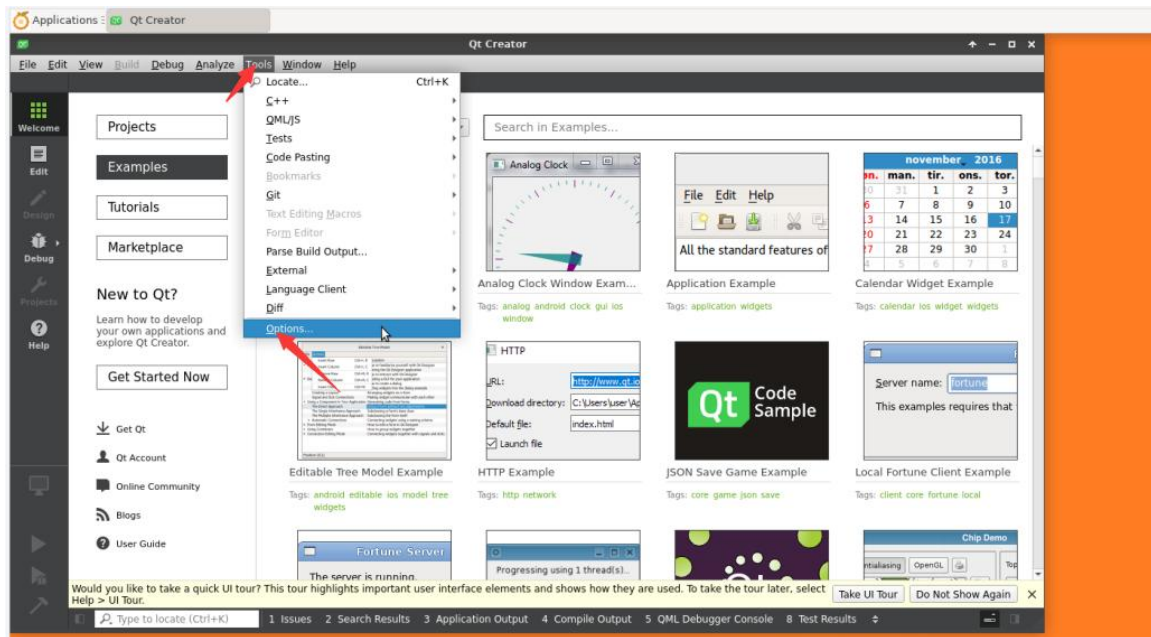 Applications
Qt Creator
Qt Creator
File Edit View Build Debug Analyze Tools Window Help
Locate... Ctrl+K
C++
QML/JS
Tests
Code Pasting
Bookmarks
Git
Text Editing Macros
Form Editor
Parse Build Output...
External
Language Client
Diff
Options...
Welcome
Edit
Design
Debug
Projects
Help
Projects
Examples
Tutorials
Marketplace
New to Qt?
Learn how to develop
your own applications and
explore Qt Creator.
Get Started Now
Get Qt
Qt Account
Online Community
Blogs
User Guide
Search in Examples...
Analog Clock
File Edit Help
All the standard features of
november 2016
man. tir. ons. tor.
31 1 2 3
7 8 9 10
14 15 16 17
21 22 23 24
28 29 30 1
5 6 7 8
Analog Clock Window Exam...
Tags: analog android clock gui ios
window
Application Example
Tags: application widgets
Calendar Widget Example
Tags: calendar ios widget widgets
HTTP
URL: http://www.qt.io
Download directory: C:\Users\user\Ap
Default file: index.html
Launch file
Qt Code
Sample
Server name: fortune
This examples requires that
Editable Tree Model Example
Tags: android editable ios model tree
widgets
HTTP Example
Tags: http network
JSON Save Game Example
Tags: core game json save
Local Fortune Client Example
Tags: client core fortune local
Fortune Server
The server is running.
Progressing using 1 thread(s)...
Chip Demo
OpenGL
Top
Would you like to take a quick UI tour? This tour highlights important user interface elements and shows how they are used. To take the tour later, select
Help > UI Tour.
Take UI Tour
Do Not Show Again
Type to locate (Ctrl+K)
1 Issues 2 Search Results 3 Application Output 4 Compile Output 5 QML Debugger Console 8 Test Results